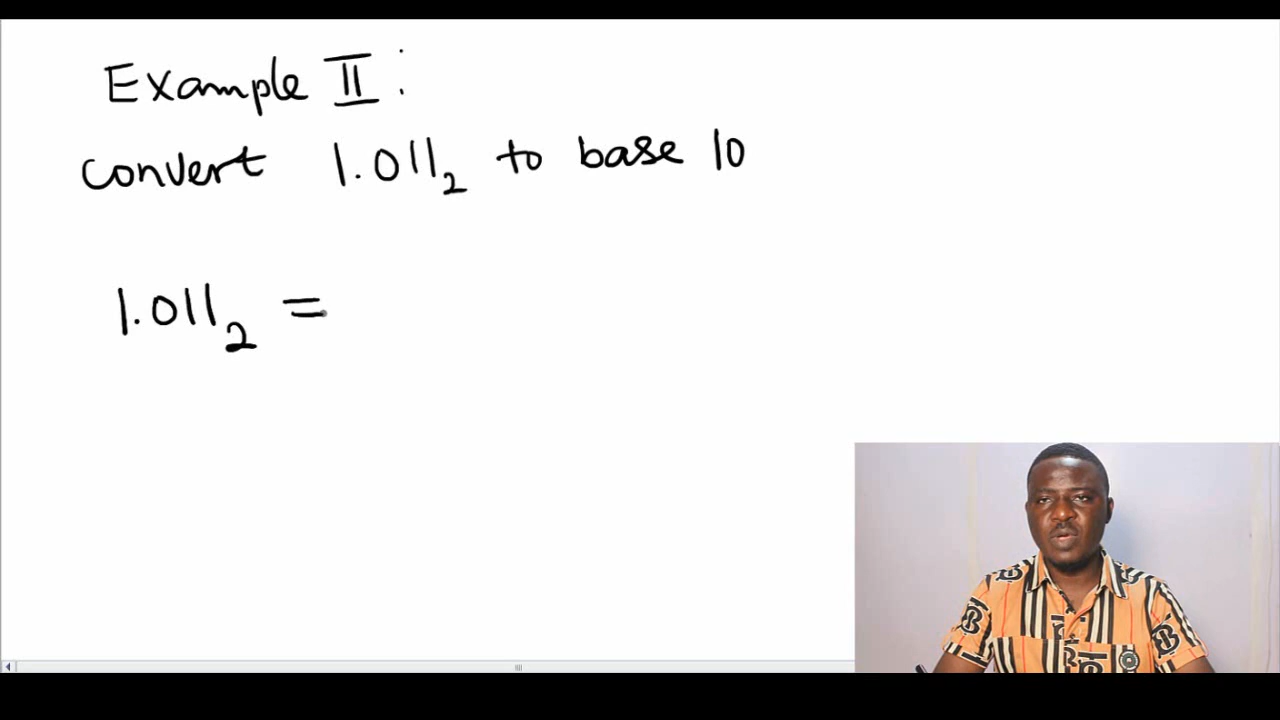 Example II:
convert 1.011₂ to base 10
1.011₂ =